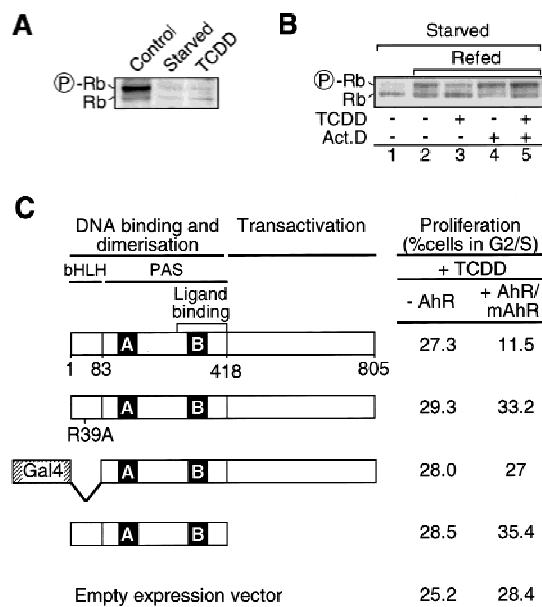 A
Control
Starved
TCDD
Ⓟ-Rb
Rb
B
Starved
Refed
Ⓟ-Rb
Rb
TCDD - - + - +
Act.D - - - + +
1 2 3 4 5
C
DNA binding and dimerisation
Transactivation
Proliferation
(%cells in G2/S)
bHLH
PAS
+ TCDD
Ligand
binding
- AhR
+ AhR/
mAhR
A B
27.3 11.5
1 83 418 805
A B
29.3 33.2
R39A
Gal4 A B
28.0 27
A B
28.5 35.4
Empty expression vector 25.2 28.4